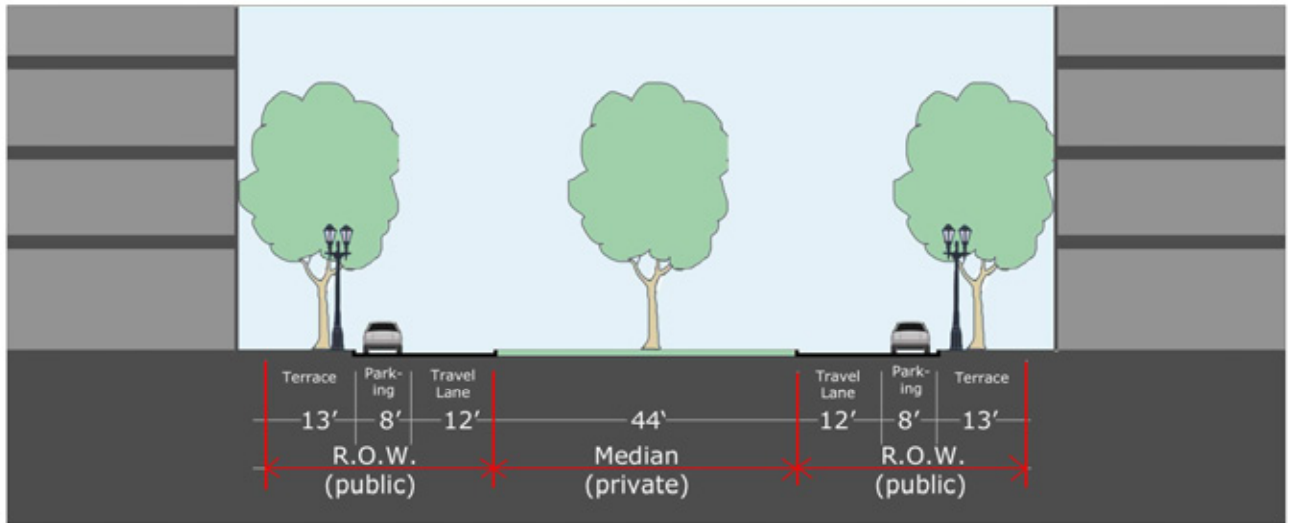 Terrace
Park-
ing
Travel
Lane
Travel
Lane
Park-
ing
Terrace
13’ 8’ 12’ 44‘ 12’ 8’ 13’
R.O.W. Median R.O.W.
(public) (private) (public)